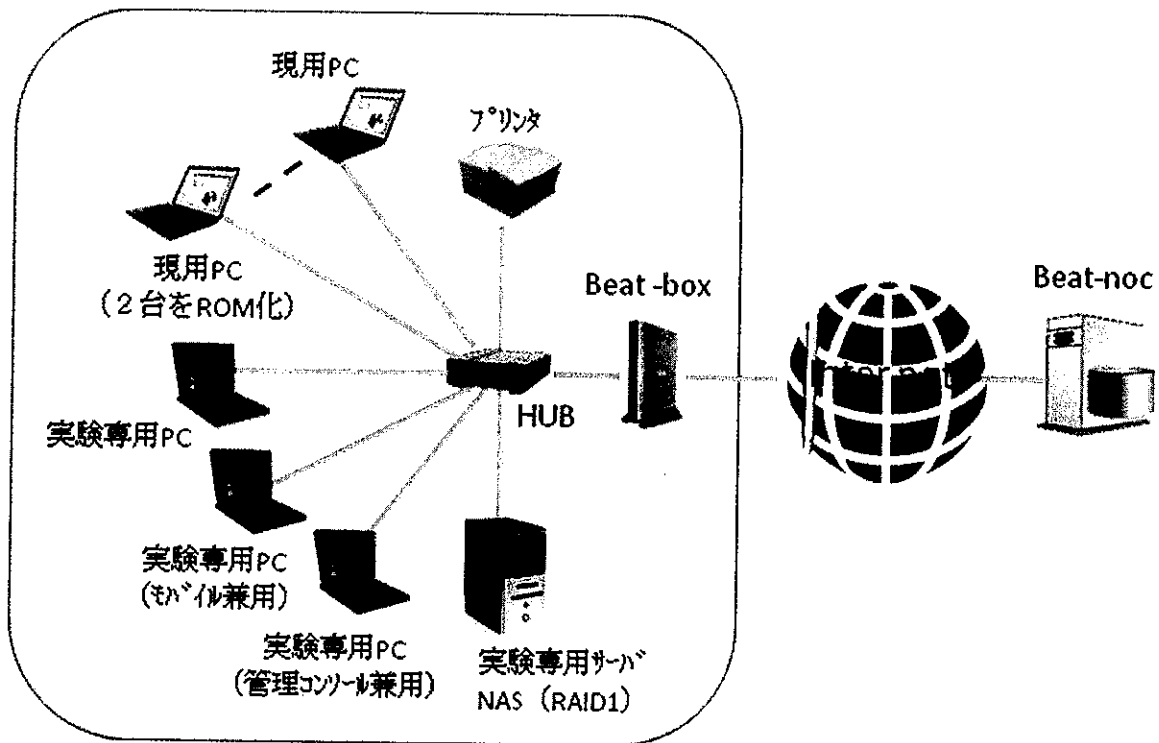 現用PC
プリンタ
現用PC
(2台をROM化)
Beat-box
Beat-noc
Internet
HUB
実験専用PC
実験専用PC
(モバイル兼用)
実験専用PC
(管理コンソール兼用)
実験専用サーバ
NAS (RAID1)